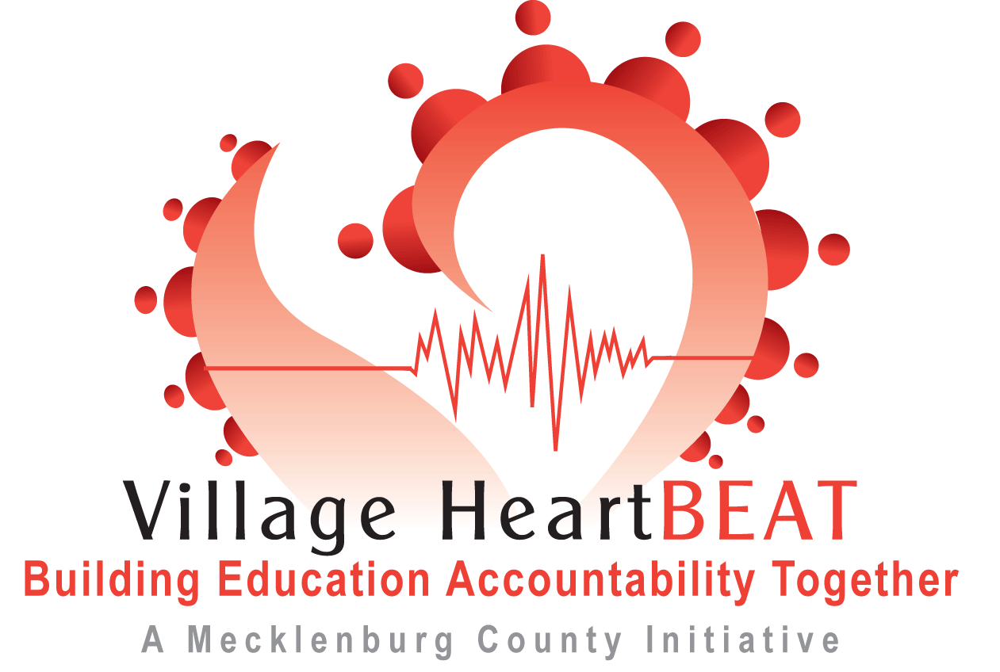 Village HeartBEAT
Building Education Accountability Together
A Mecklenburg County Initiative